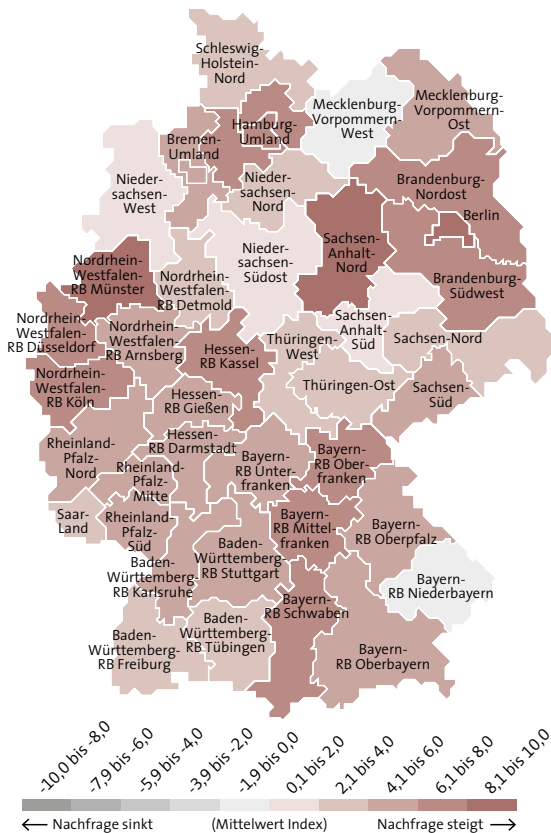 Schleswig-
Holstein-
Nord
Mecklenburg-
Vorpommern-
West
Mecklenburg-
Vorpommern-
Ost
Hamburg-
Umland
Bremen-
Umland
Nieder-
sachsen-
West
Nieder-
sachsen-
Nord
Brandenburg-
Nordost
Berlin
Sachsen-
Anhalt-
Nord
Nieder-
sachsen-
Südost
Nordrhein-
Westfalen-
RB Münster
Nordrhein-
Westfalen-
RB Detmold
Brandenburg-
Südwest
Nordrhein-
Westfalen-
RB Düsseldorf
Nordrhein-
Westfalen-
RB Arnsberg
Hessen-
RB Kassel
Thüringen-
West
Sachsen-
Anhalt-
Süd
Sachsen-Nord
Nordrhein-
Westfalen-
RB Köln
Hessen-
RB Gießen
Thüringen-Ost
Sachsen-
Süd
Rheinland-
Pfalz-
Nord
Hessen-
RB Darmstadt
Rheinland-
Pfalz-
Mitte
Bayern-
RB Unter-
franken
Bayern-
RB Ober-
franken
Saar-
Land
Rheinland-
Pfalz-
Süd
Bayern-
RB Mittel-
franken
Bayern-
RB Oberpfalz
Baden-
Württemberg-
RB Karlsruhe
Baden-
Württemberg-
RB Stuttgart
Bayern-
RB Niederbayern
Bayern-
RB Schwaben
Baden-
Württemberg-
RB Freiburg
Baden-
Württemberg-
RB Tübingen
Bayern-
RB Oberbayern
-10,0 bis -8,0
-7,9 bis -6,0
-5,9 bis -4,0
-3,9 bis -2,0
-1,9 bis 0,0
0,1 bis 2,0
2,1 bis 4,0
4,1 bis 6,0
6,1 bis 8,0
8,1 bis 10,0
← Nachfrage sinkt (Mittelwert Index) Nachfrage steigt →